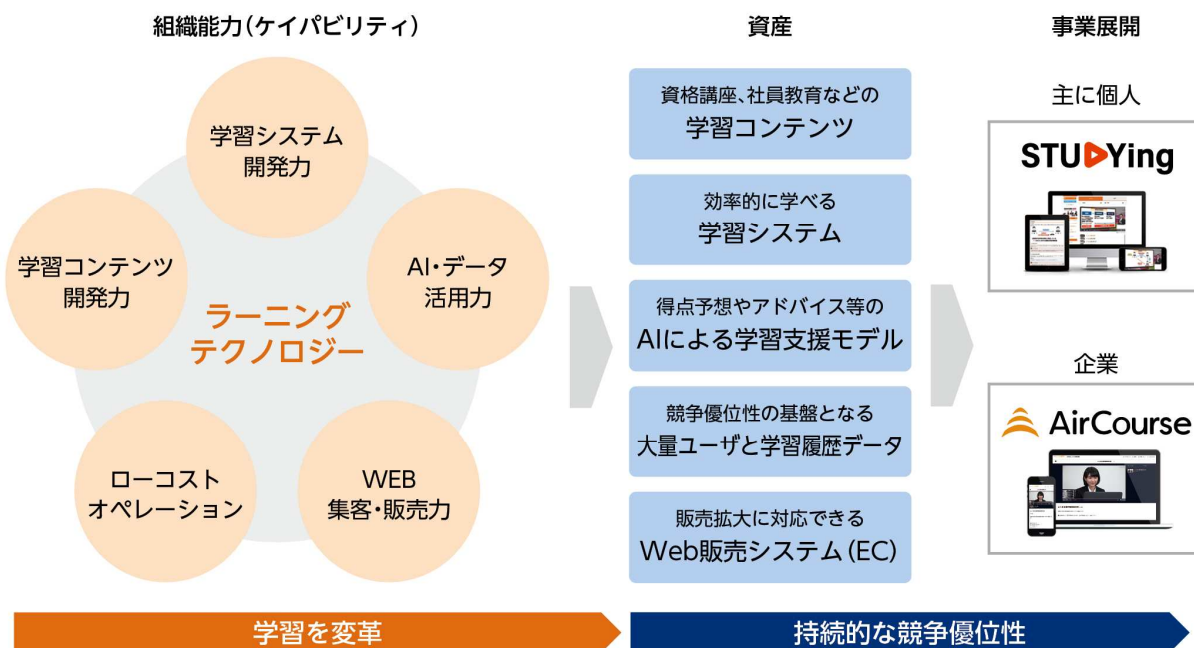 組織能力(ケイパビリティ)
学習システム
開発力
学習コンテンツ
開発力
AI・データ
活用力
ラーニング
テクノロジー
ローコスト
オペレーション
WEB
集客・販売力
資産
資格講座、社員教育などの
学習コンテンツ
効率的に学べる
学習システム
得点予想やアドバイス等の
AIによる学習支援モデル
競争優位性の基盤となる
大量ユーザと学習履歴データ
販売拡大に対応できる
Web販売システム(EC)
事業展開
主に個人
STUDYing
企業
AirCourse
学習を変革
持続的な競争優位性